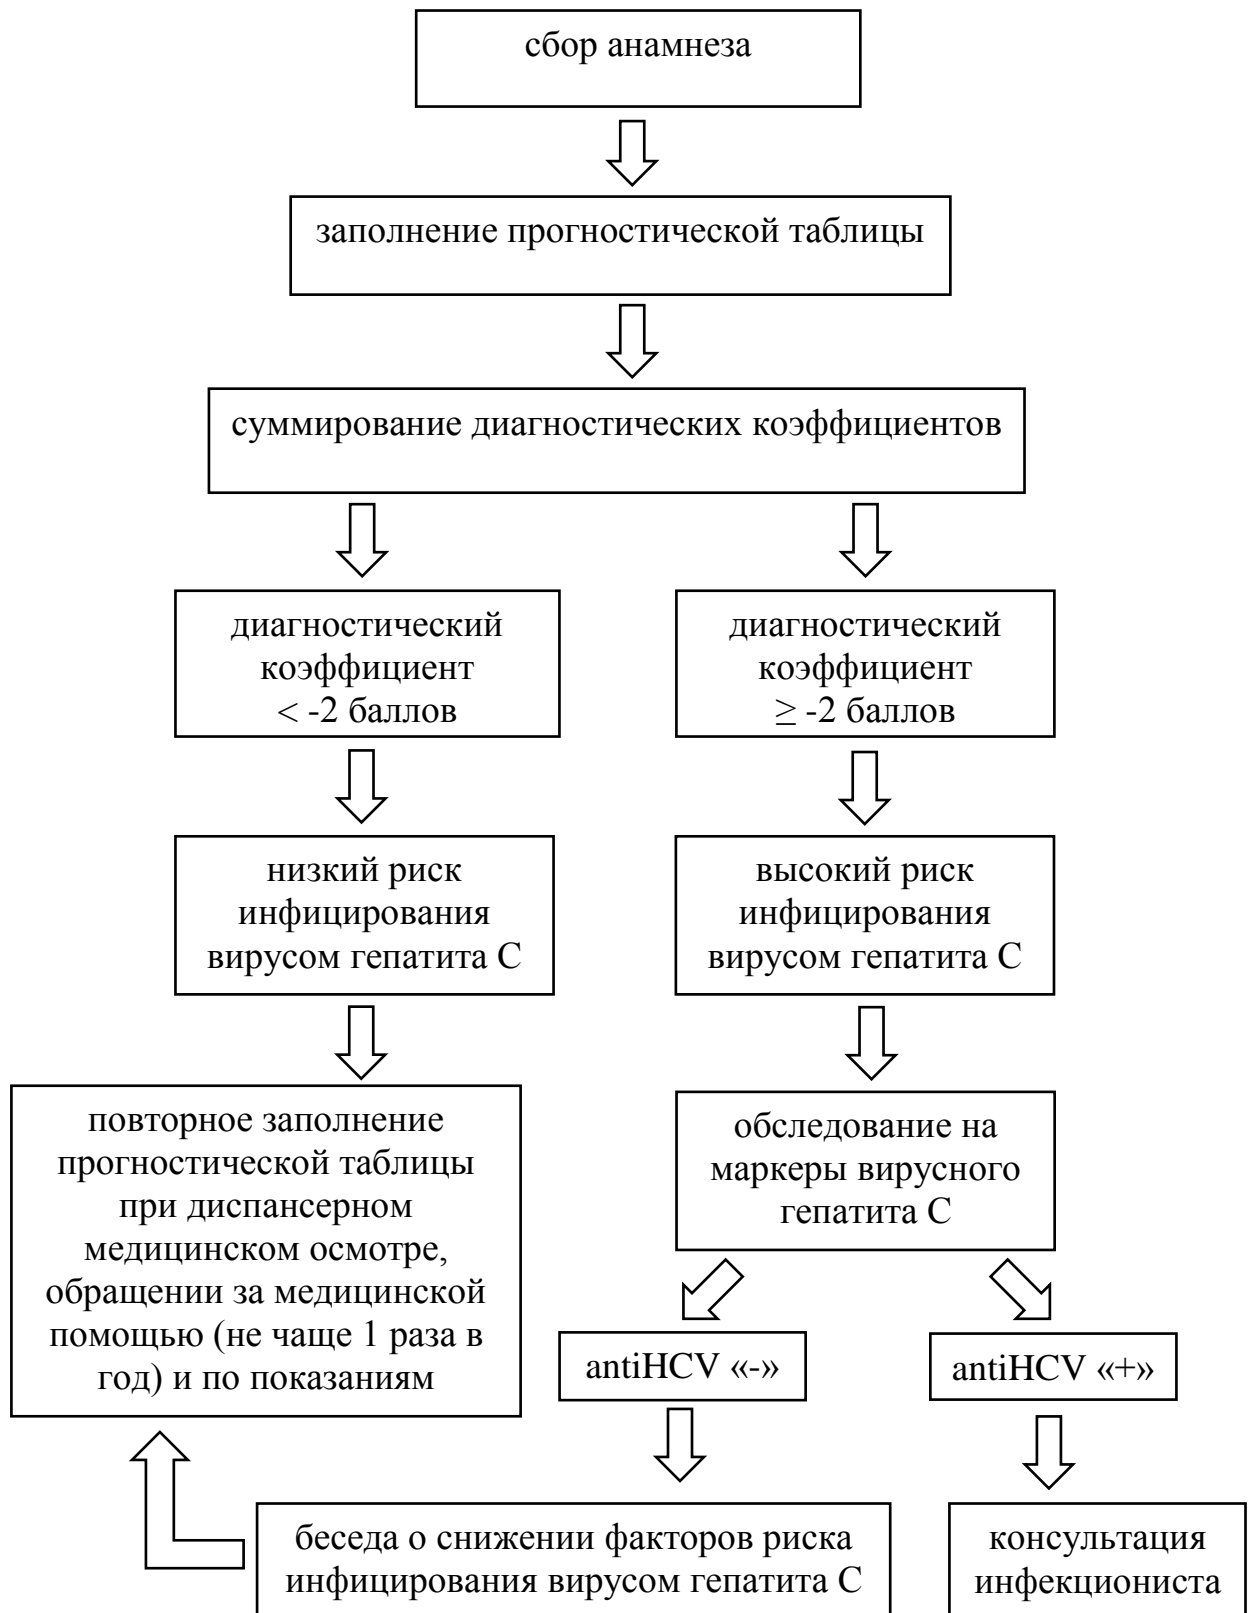 сбор анамнеза
заполнение прогностической таблицы
суммирование диагностических коэффициентов
диагностический
коэффициент
< -2 баллов
диагностический
коэффициент
≥ -2 баллов
низкий риск
инфицирования
вирусом гепатита С
высокий риск
инфицирования
вирусом гепатита С
повторное заполнение
прогностической таблицы
при диспансерном
медицинском осмотре,
обращении за медицинской
помощью (не чаще 1 раза в
год) и по показаниям
обследование на
маркеры вирусного
гепатита С
antiHCV «-»
antiHCV «+»
беседа о снижении факторов риска
инфицирования вирусом гепатита С
консультация
инфекциониста